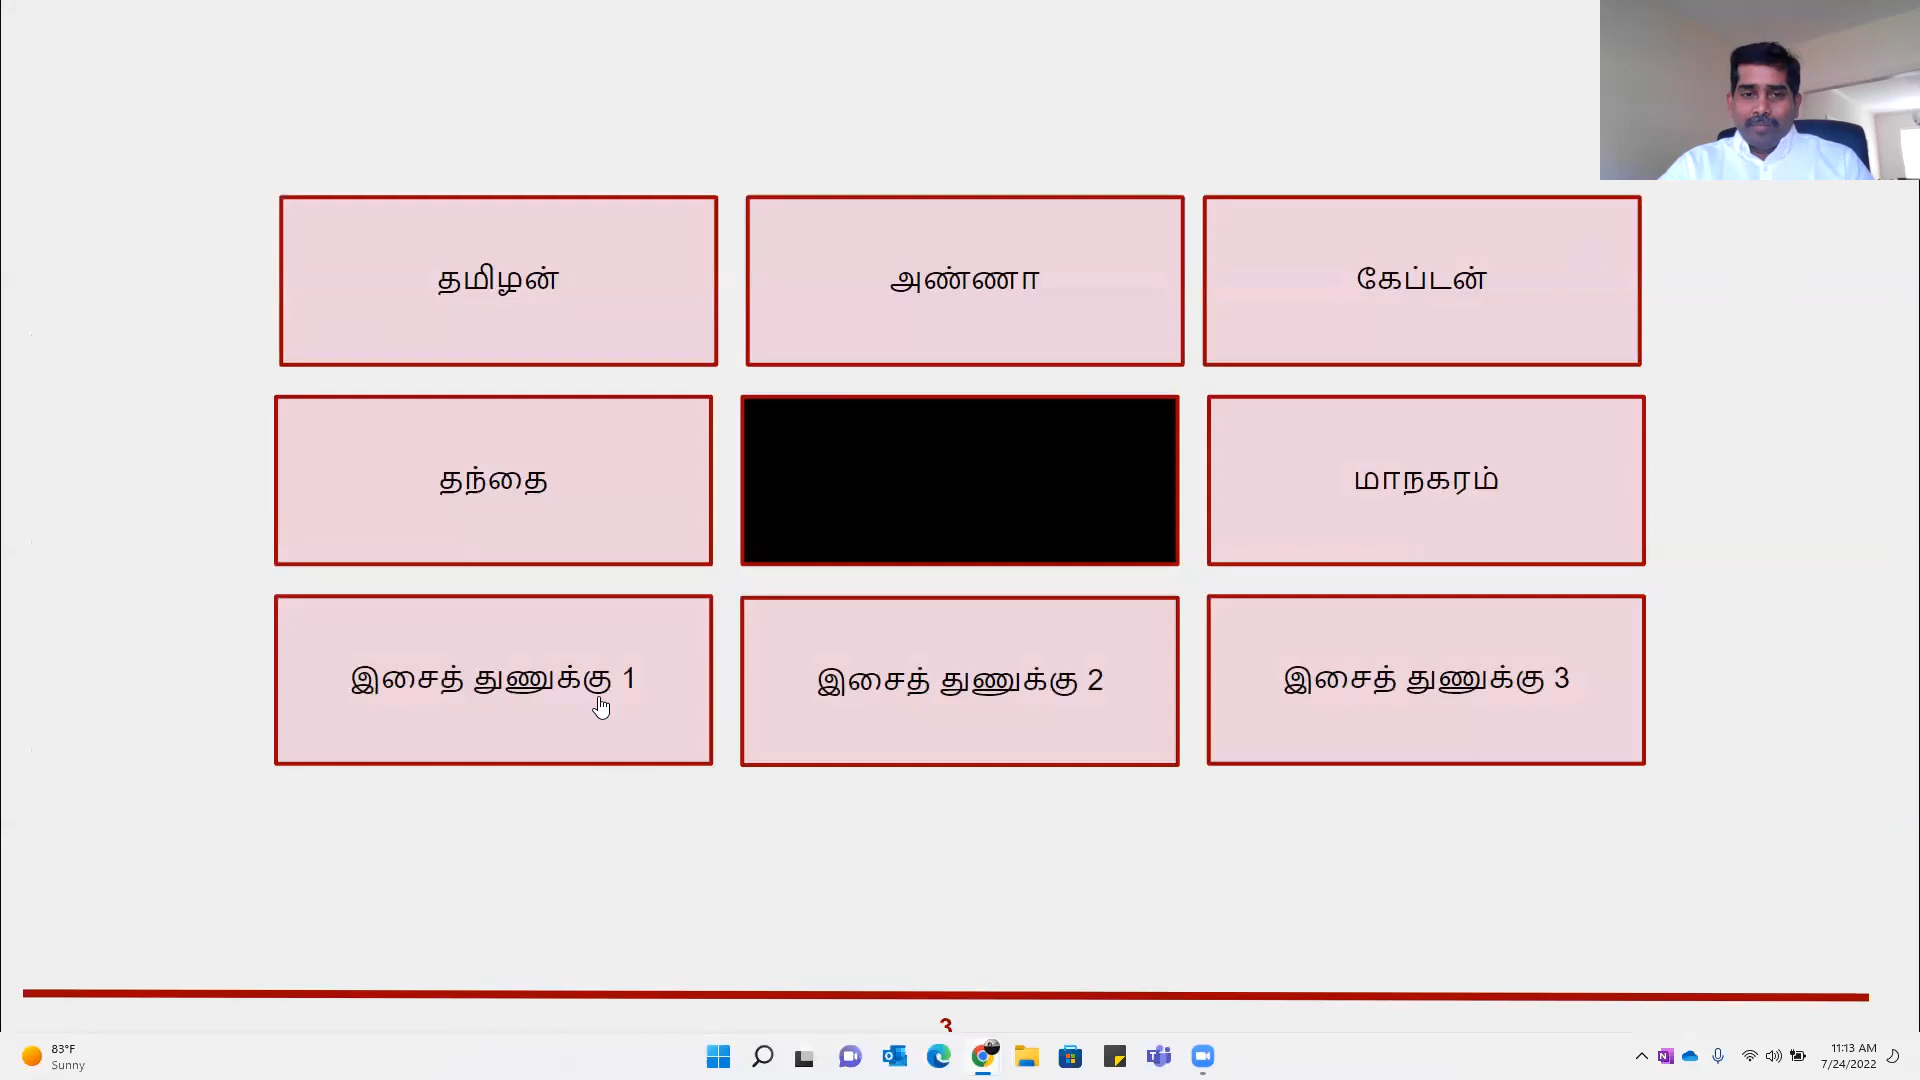 தமிழன்
அண்ணா
கேப்டன்
தந்தை
மாநகரம்
இசைத் துணுக்கு 1
இசைத் துணுக்கு 2
இசைத் துணுக்கு 3
3
83°F
Sunny
11:13 AM
7/24/2022